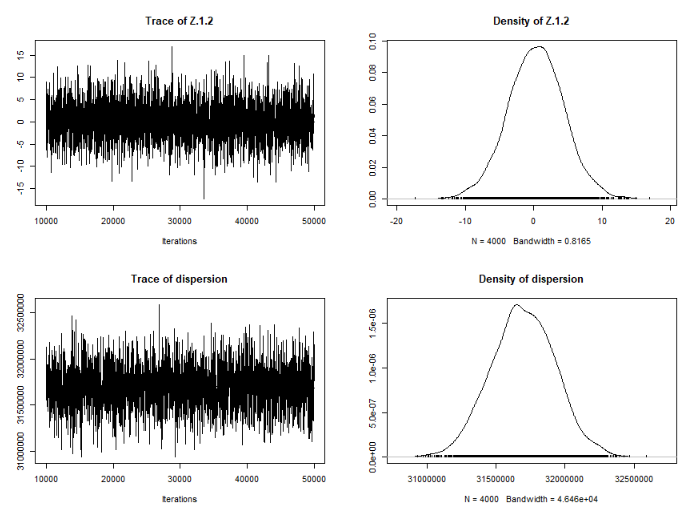 Trace of Z.1.2
15
10
5
0
-5
-10
-15
10000 20000 30000 40000 50000
Iterations
Density of Z.1.2
0.10
0.08
0.06
0.04
0.02
0.00
-20 -10 0 10 20
N = 4000 Bandwidth = 0.8165
Trace of dispersion
32500000
32000000
31500000
31000000
10000 20000 30000 40000 50000
Iterations
Density of dispersion
1.5e-06
1.0e-06
5.0e-07
0.0e+00
31000000 31500000 32000000 32500000
N = 4000 Bandwidth = 4.646e+04